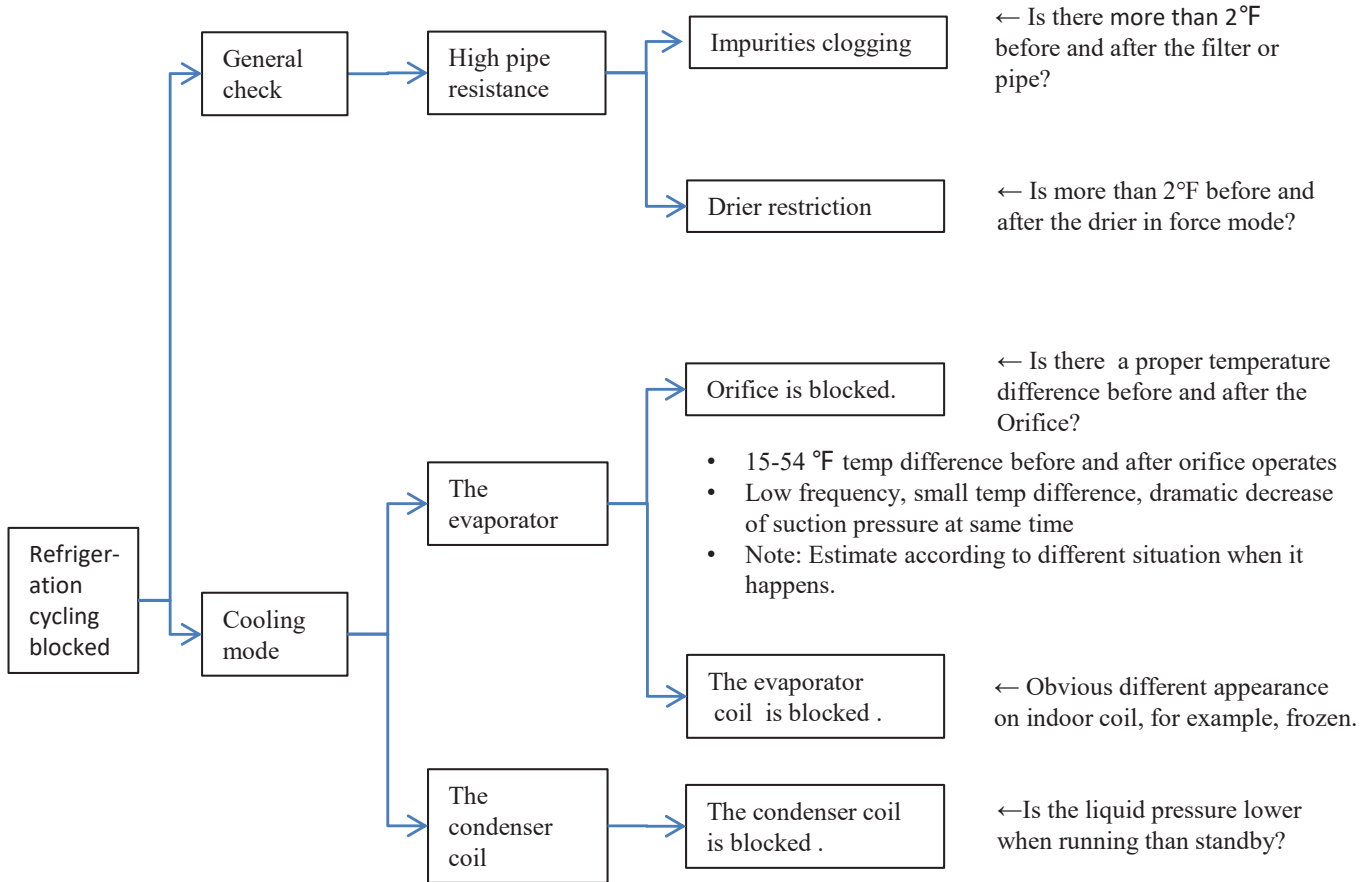 General
check
High pipe
resistance
Impurities clogging
← Is there more than 2°F
before and after the filter or
pipe?
Drier restriction
← Is more than 2°F before and
after the drier in force mode?
Orifice is blocked.
← Is there a proper temperature
difference before and after the
Orifice?
• 15-54 °F temp difference before and after orifice operates
• Low frequency, small temp difference, dramatic decrease
of suction pressure at same time
• Note: Estimate according to different situation when it
happens.
The
evaporator
Refriger-
ation
cycling
blocked
Cooling
mode
The evaporator
coil is blocked .
← Obvious different appearance
on indoor coil, for example, frozen.
The
condenser
coil
The condenser coil
is blocked .
←Is the liquid pressure lower
when running than standby?